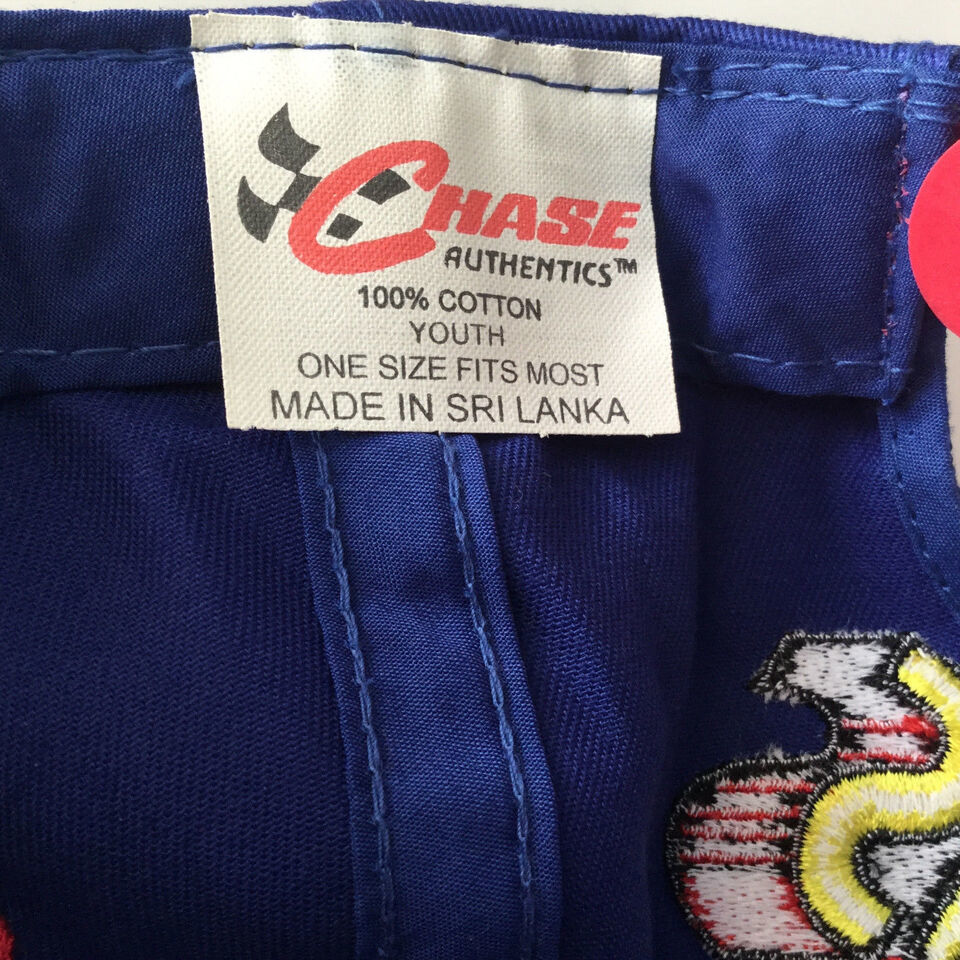 CHASE
AUTHENTICS™
100% COTTON
YOUTH
ONE SIZE FITS MOST
MADE IN SRI LANKA